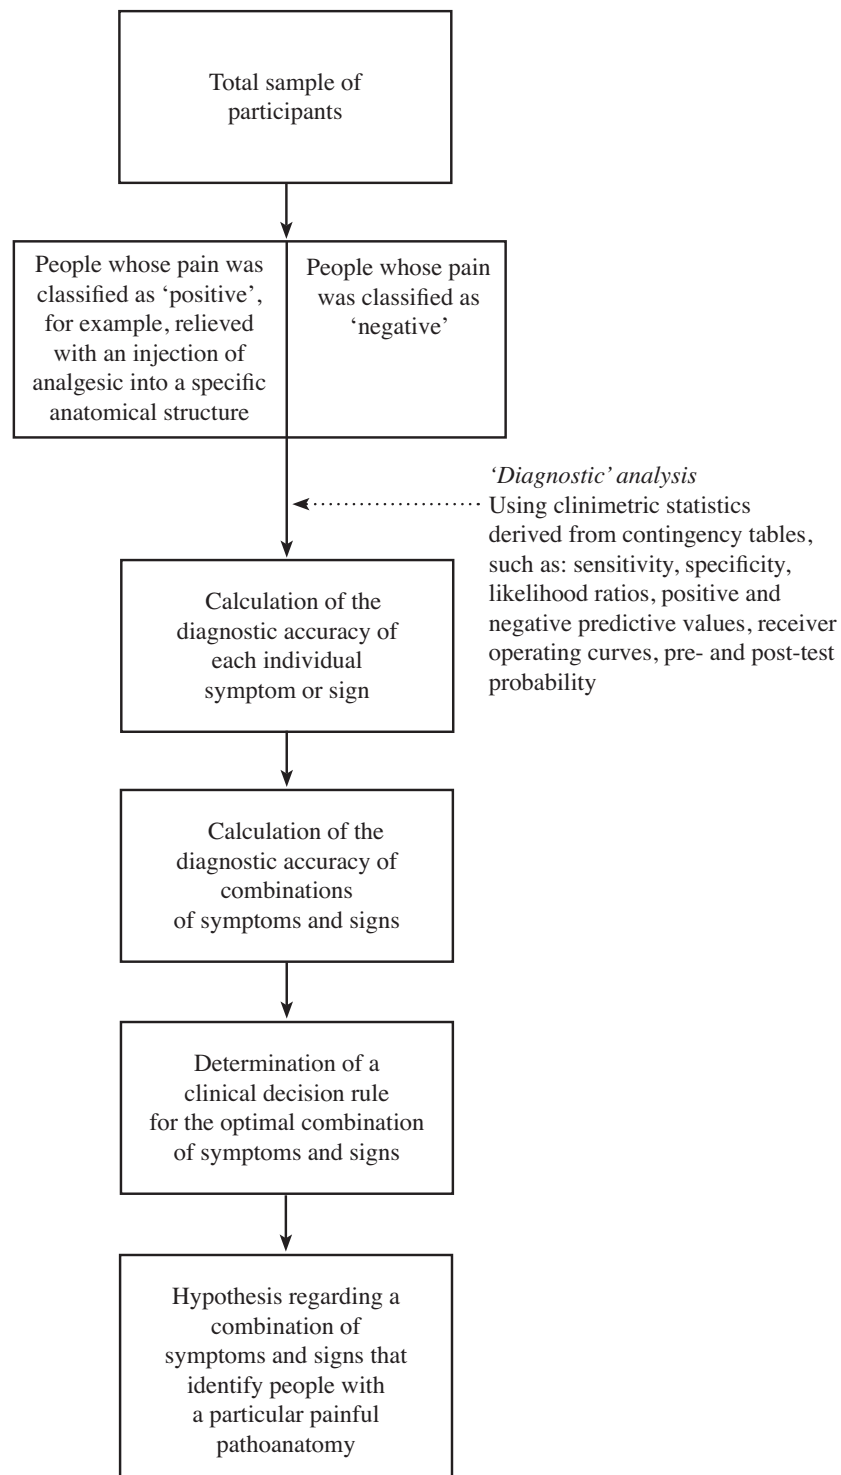 Total sample of
participants
People whose pain was
classified as ‘positive’,
for example, relieved
with an injection of
analgesic into a specific
anatomical structure
People whose pain
was classified as
‘negative’
‘Diagnostic’ analysis
Using clinimetric statistics
derived from contingency tables,
such as: sensitivity, specificity,
likelihood ratios, positive and
negative predictive values, receiver
operating curves, pre- and post-test
probability
Calculation of the
diagnostic accuracy of
each individual
symptom or sign
Calculation of the
diagnostic accuracy of
combinations
of symptoms and signs
Determination of a
clinical decision rule
for the optimal combination
of symptoms and signs
Hypothesis regarding a
combination of
symptoms and signs that
identify people with
a particular painful
pathoanatomy